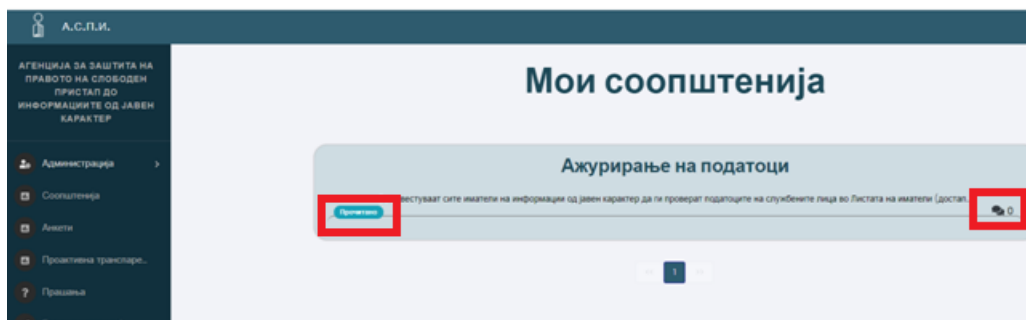 А.С.П.И.
АГЕНЦИЈА ЗА ЗАШТИТА НА
ПРАВОТО НА СЛОБОДЕН
ПРИСТАП ДО
ИНФОРМАЦИИТЕ ОД ЈАВЕН
КАРАКТЕР
Администрација
Соопштенија
Анкети
Проактивна транспаре..
Прашања
Мои соопштенија
Ажурирање на податоци
вестуваат сите иматели на информации од јавен карактер да ги проверат податоците на службените лица во Листата на иматели (достап.
Прочитано
0
1